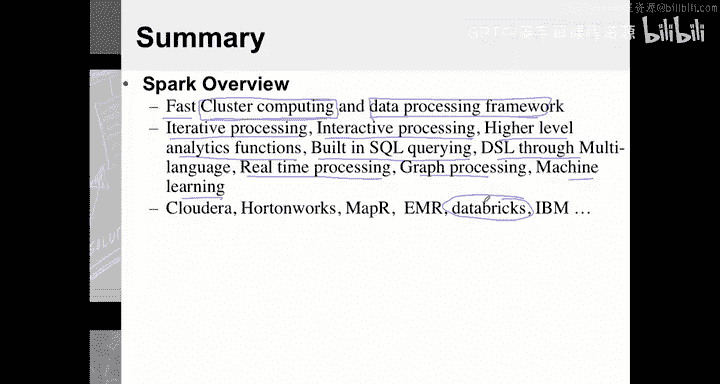 bilibili
Summary
• Spark Overview
– Fast Cluster computing and data processing framework
– Iterative processing, Interactive processing, Higher level
analytics functions, Built in SQL querying, DSL through Multi-
language, Real time processing, Graph processing, Machine
learning
– Cloudera, Hortonworks, MapR, EMR, databricks, IBM ...